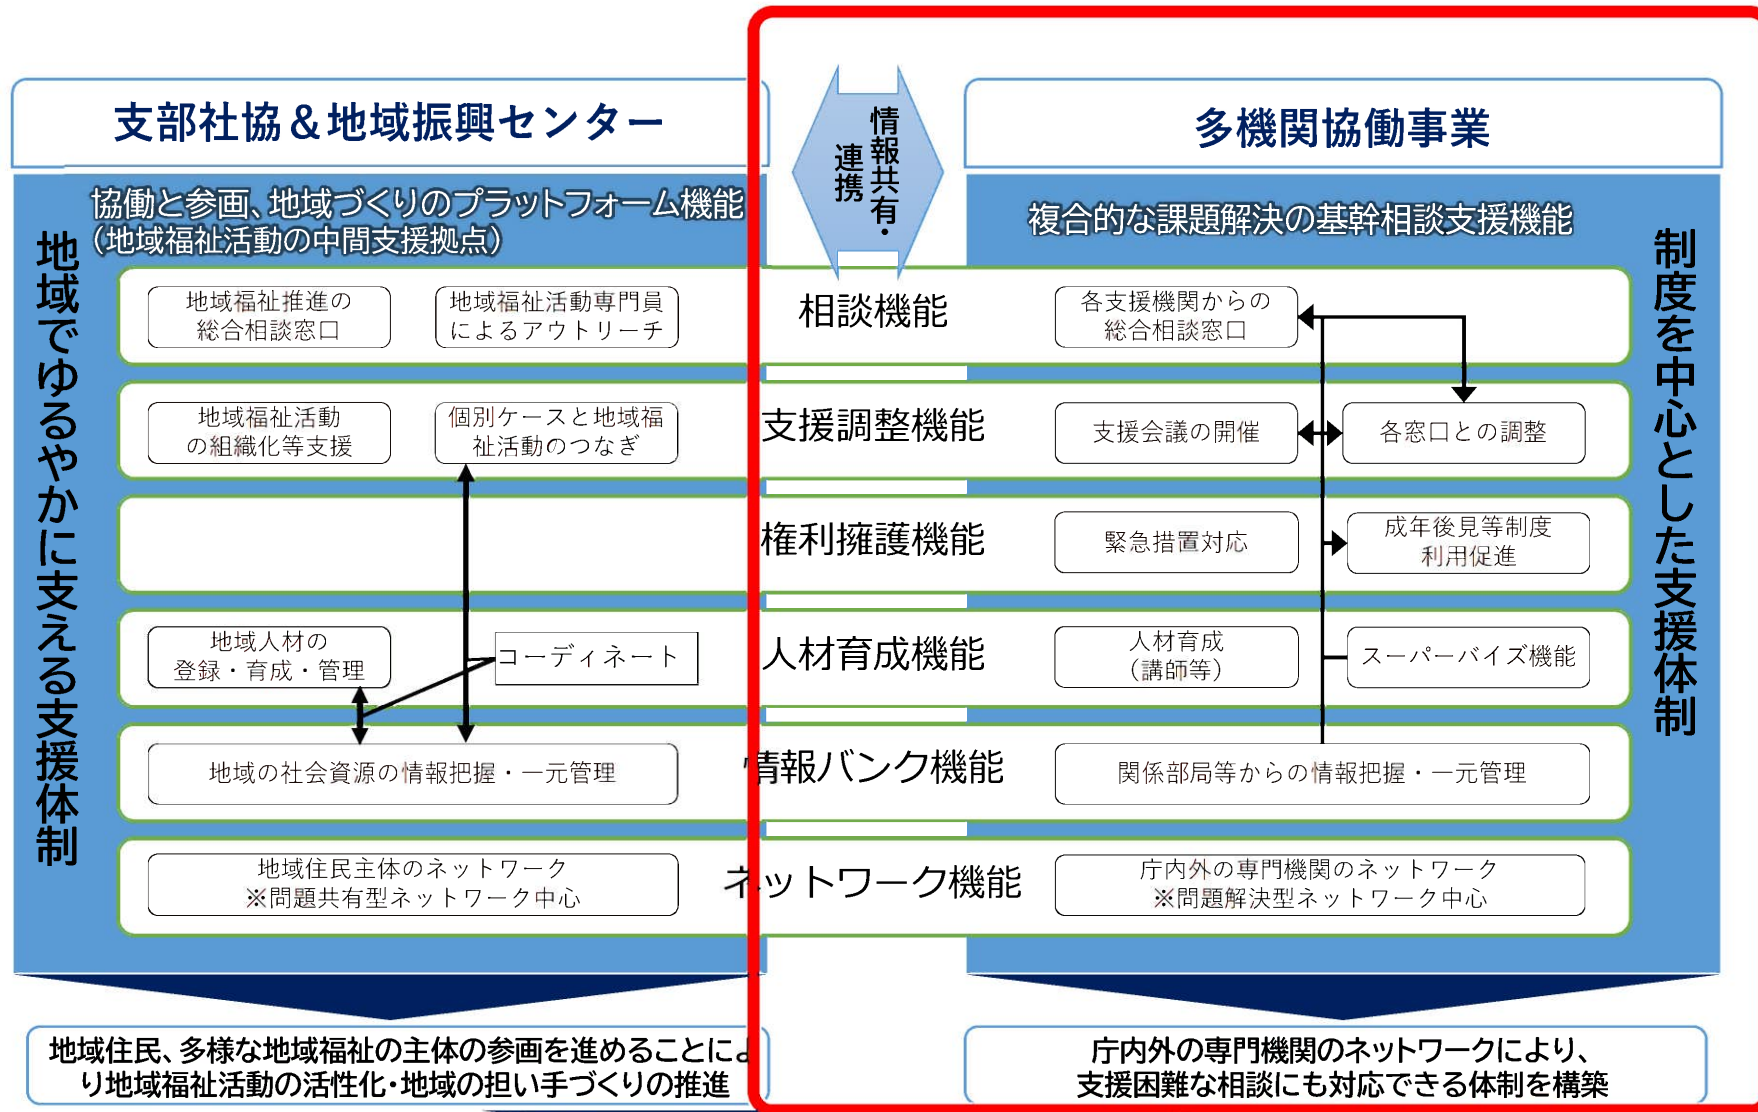 支部社協＆地域振興センター
情報共有・
連携
多機関協働事業
協働と参画、地域づくりのプラットフォーム機能
（地域福祉活動の中間支援拠点）
複合的な課題解決の基幹相談支援機能
地域でゆるやかに支える支援体制
制度を中心とした支援体制
地域福祉推進の
総合相談窓口
地域福祉活動専門員
によるアウトリーチ
相談機能
各支援機関からの
総合相談窓口
地域福祉活動
の組織化等支援
個別ケースと地域福
祉活動のつなぎ
支援調整機能
支援会議の開催
各窓口との調整
権利擁護機能
緊急措置対応
成年後見等制度
利用促進
地域人材の
登録・育成・管理
コーディネート
人材育成機能
人材育成
（講師等）
スーパーバイズ機能
地域の社会資源の情報把握・一元管理
情報バンク機能
関係部局等からの情報把握・一元管理
地域住民主体のネットワーク
※問題共有型ネットワーク中心
ネットワーク機能
庁内外の専門機関のネットワーク
※問題解決型ネットワーク中心
地域住民、多様な地域福祉の主体の参画を進めることによ
り地域福祉活動の活性化・地域の担い手づくりの推進
庁内外の専門機関のネットワークにより、
支援困難な相談にも対応できる体制を構築